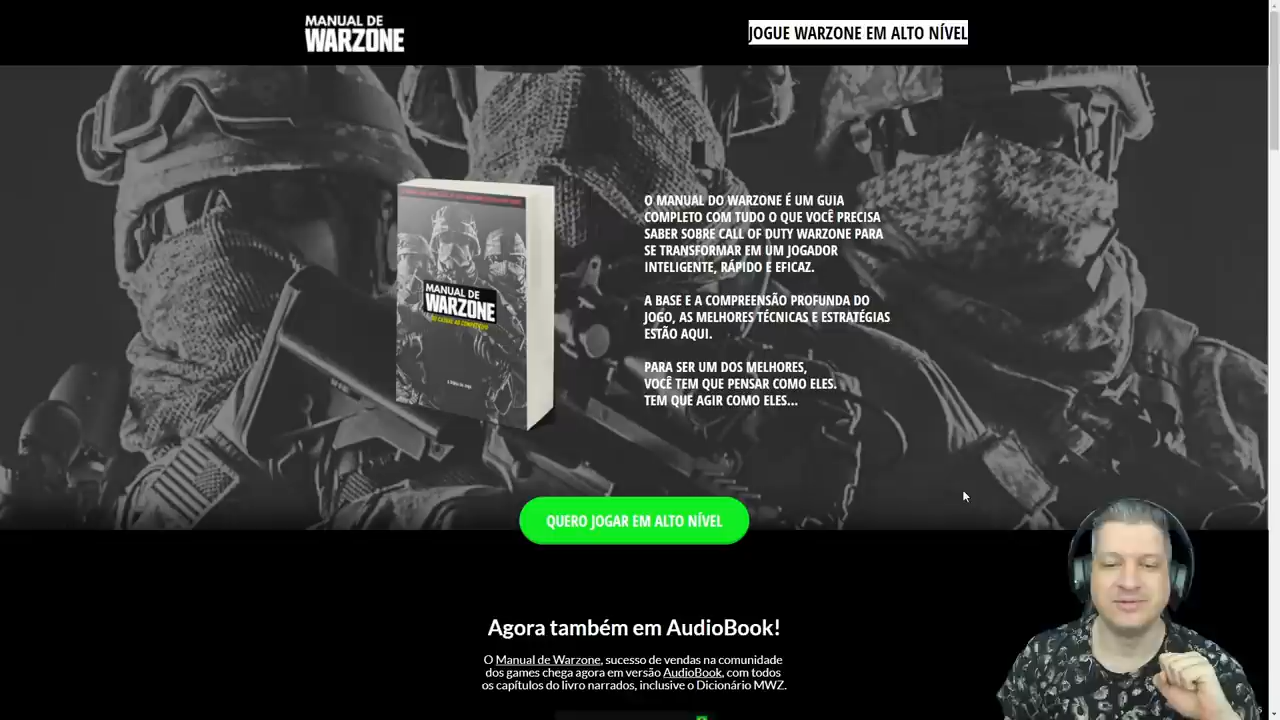 MANUAL DE
WARZONE
JOGUE WARZONE EM ALTO NÍVEL
O MANUAL DO WARZONE É UM GUIA
COMPLETO COM TUDO O QUE VOCÊ PRECISA
SABER SOBRE CALL OF DUTY WARZONE PARA
SE TRANSFORMAR EM UM JOGADOR
INTELIGENTE, RÁPIDO E EFICAZ.
A BASE E A COMPREENSÃO PROFUNDA DO
JOGO, AS MELHORES TÉCNICAS E ESTRATÉGIAS
ESTÃO AQUI.
PARA SER UM DOS MELHORES,
VOCÊ TEM QUE PENSAR COMO ELES.
TEM QUE AGIR COMO ELES...
MANUAL DE
WARZONE
DO CASUAL AO COMPETITIVO
QUERO JOGAR EM ALTO NÍVEL
Agora também em AudioBook!
O Manual de Warzone, sucesso de vendas na comunidade
dos games chega agora em versão AudioBook, com todos
os capítulos do livro narrados, inclusive o Dicionário MWZ.